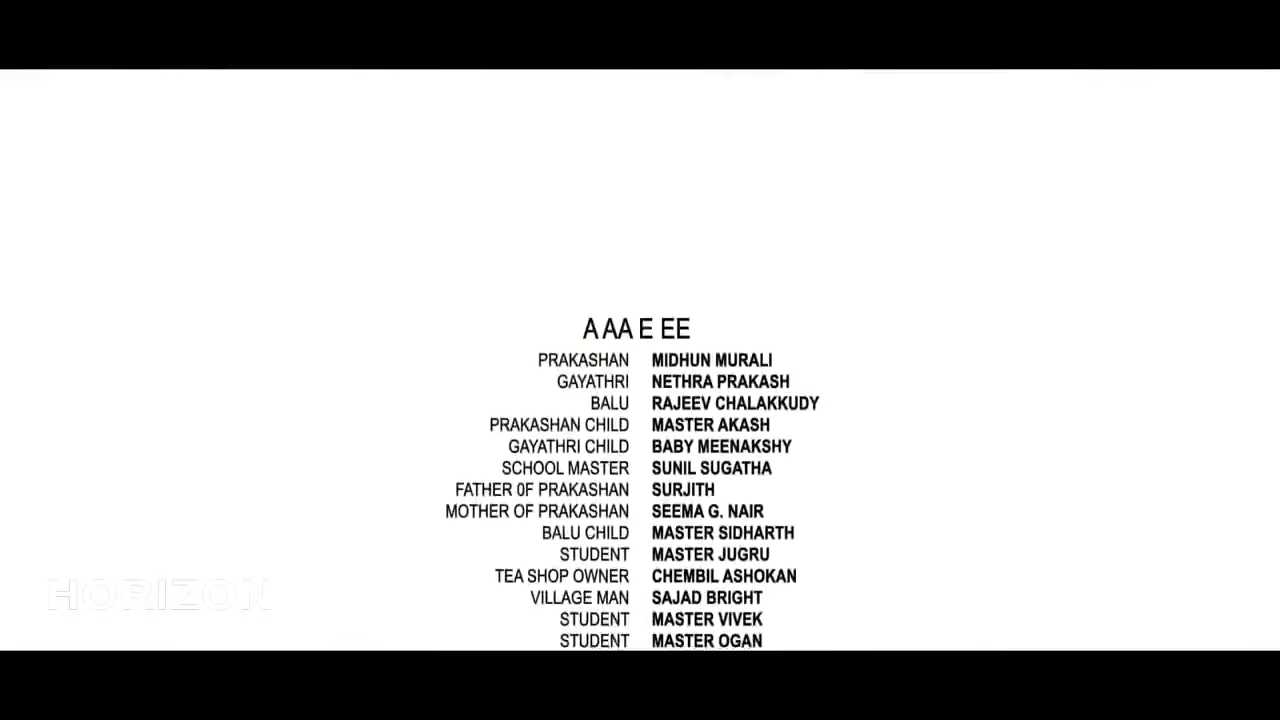 A AA E EE
PRAKASHAN MIDHUN MURALI
GAYATHRI NETHRA PRAKASH
BALU RAJEEV CHALAKKUDY
PRAKASHAN CHILD MASTER AKASH
GAYATHRI CHILD BABY MEENAKSHY
SCHOOL MASTER SUNIL SUGATHA
FATHER 0F PRAKASHAN SURJITH
MOTHER OF PRAKASHAN SEEMA G. NAIR
BALU CHILD MASTER SIDHARTH
STUDENT MASTER JUGRU
TEA SHOP OWNER CHEMBIL ASHOKAN
VILLAGE MAN SAJAD BRIGHT
STUDENT MASTER VIVEK
STUDENT MASTER OGAN
HORIZON